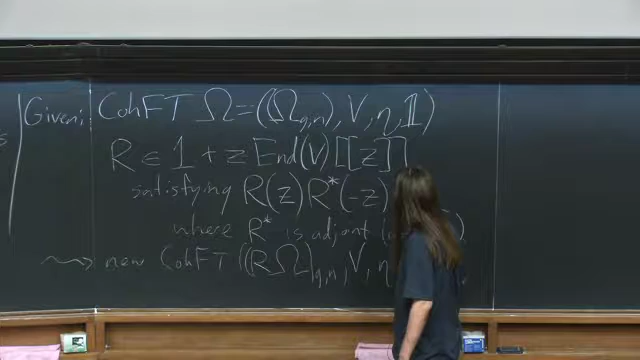 Given: CohFT Ω = ((Ω_{g,n}), V, η, 𝟙)
R ∈ 1 + z End(V)[[z]]
satisfying R(z) R*(-z)
where R* is adjoint (
⇝ new CohFT ((RΩ)_{g,n}, V, η